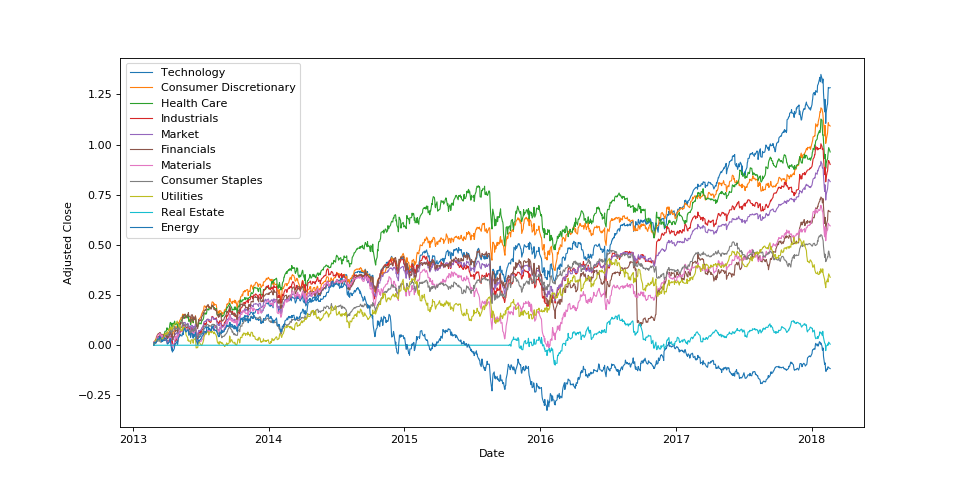 Technology
Consumer Discretionary
Health Care
Industrials
Market
Financials
Materials
Consumer Staples
Utilities
Real Estate
Energy
Adjusted Close
1.25
1.00
0.75
0.50
0.25
0.00
−0.25
2013
2014
2015
2016
2017
2018
Date